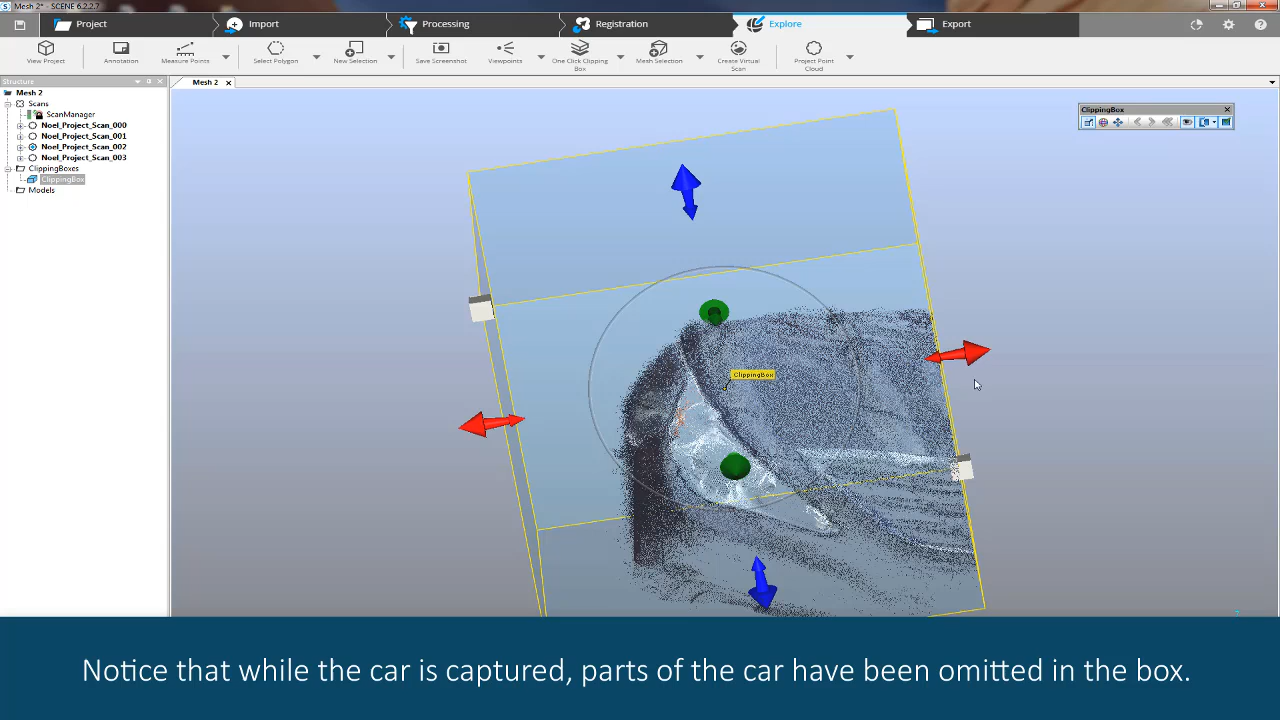 Mesh 2* - SCENE 6.2.2.7
Project
Import
Processing
Registration
Explore
Export
View Project
Annotation
Measure Points
Select Polygon
New Selection
Save Screenshot
Viewpoints
One Click Clipping
Box
Mesh Selection
Create Virtual
Scan
Project Point
Cloud
Structure
Mesh 2
Mesh 2
Scans
ScanManager
Noel_Project_Scan_000
Noel_Project_Scan_001
Noel_Project_Scan_002
Noel_Project_Scan_003
ClippingBoxes
ClippingBox
Models
ClippingBox
ClippingBox
Notice that while the car is captured, parts of the car have been omitted in the box.